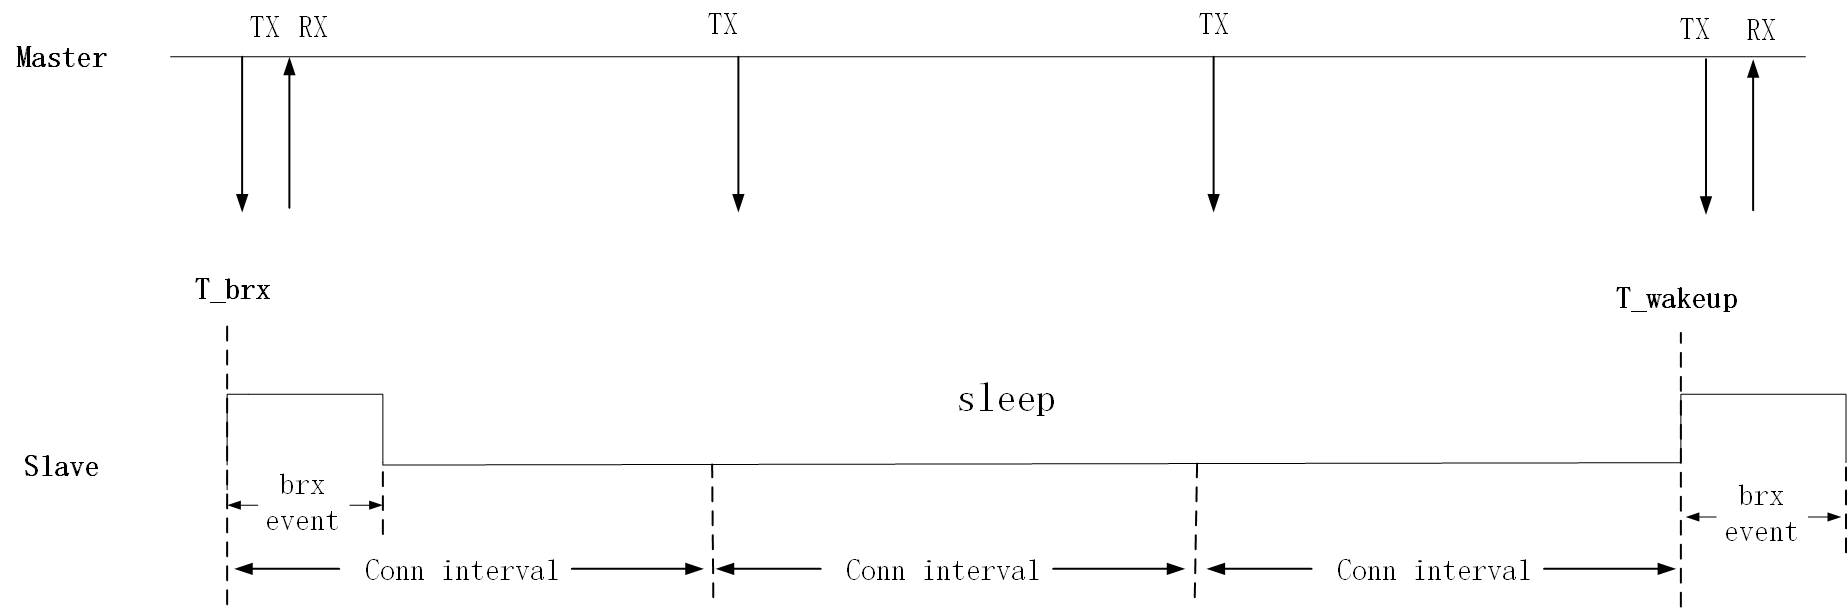 TX RX
TX
TX
TX RX
Master
T_brx
T_wakeup
sleep
Slave
brx
event
brx
event
Conn interval
Conn interval
Conn interval